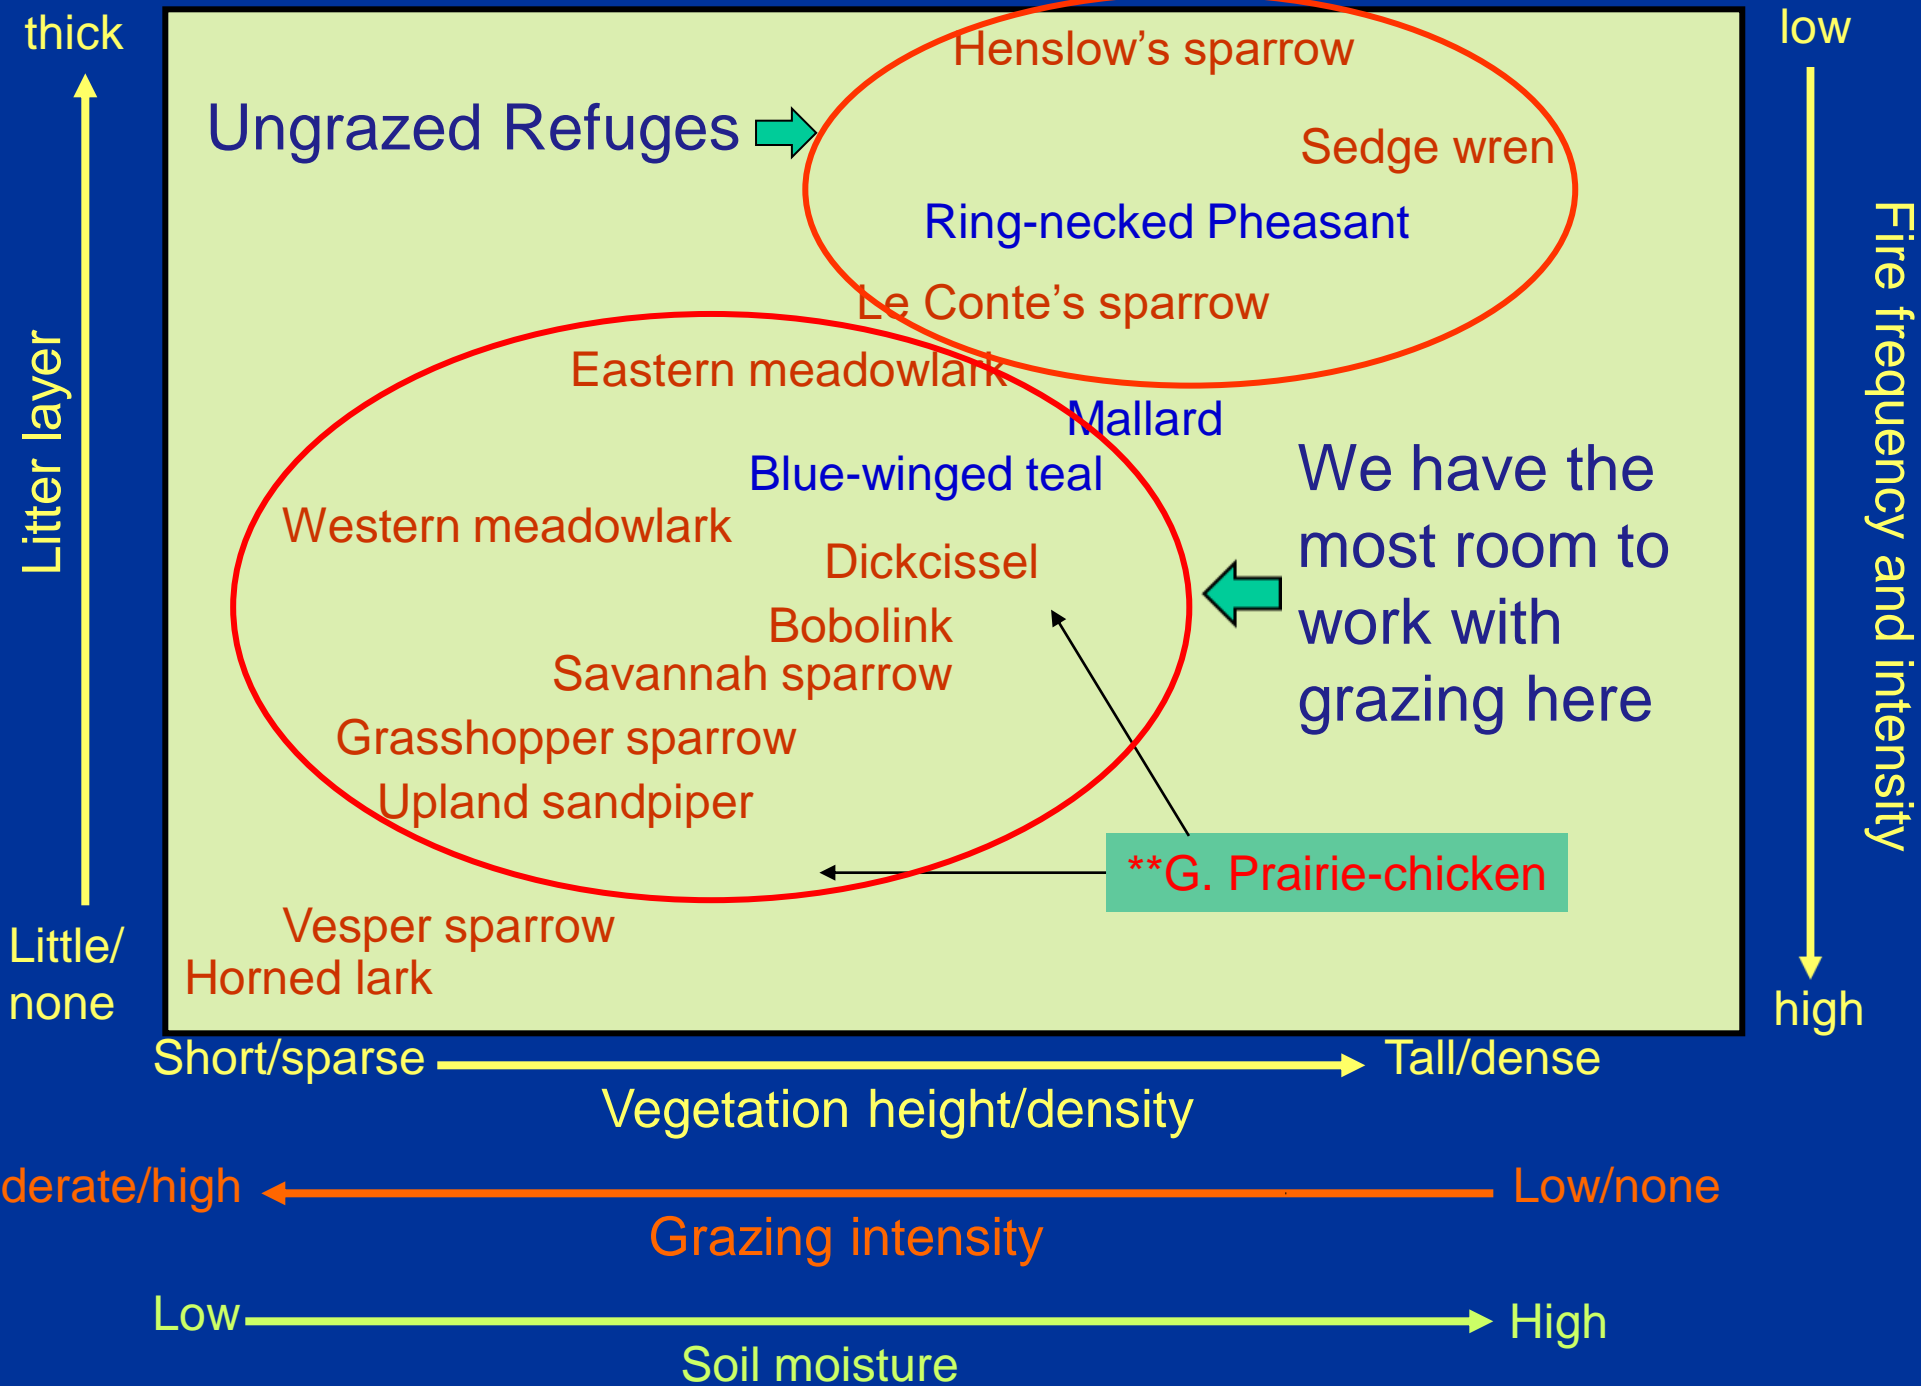 thick
low
Henslow's sparrow
Ungrazed Refuges
Sedge wren
Ring-necked Pheasant
Le Conte's sparrow
Litter layer
Fire frequency and intensity
Eastern meadowlark
Mallard
Blue-winged teal
We have the
most room to
work with
grazing here
Western meadowlark
Dickcissel
Bobolink
Savannah sparrow
Grasshopper sparrow
Upland sandpiper
**G. Prairie-chicken
Vesper sparrow
Horned lark
Little/
none
high
Short/sparse
Tall/dense
Vegetation height/density
derate/high
Low/none
Grazing intensity
Low
High
Soil moisture